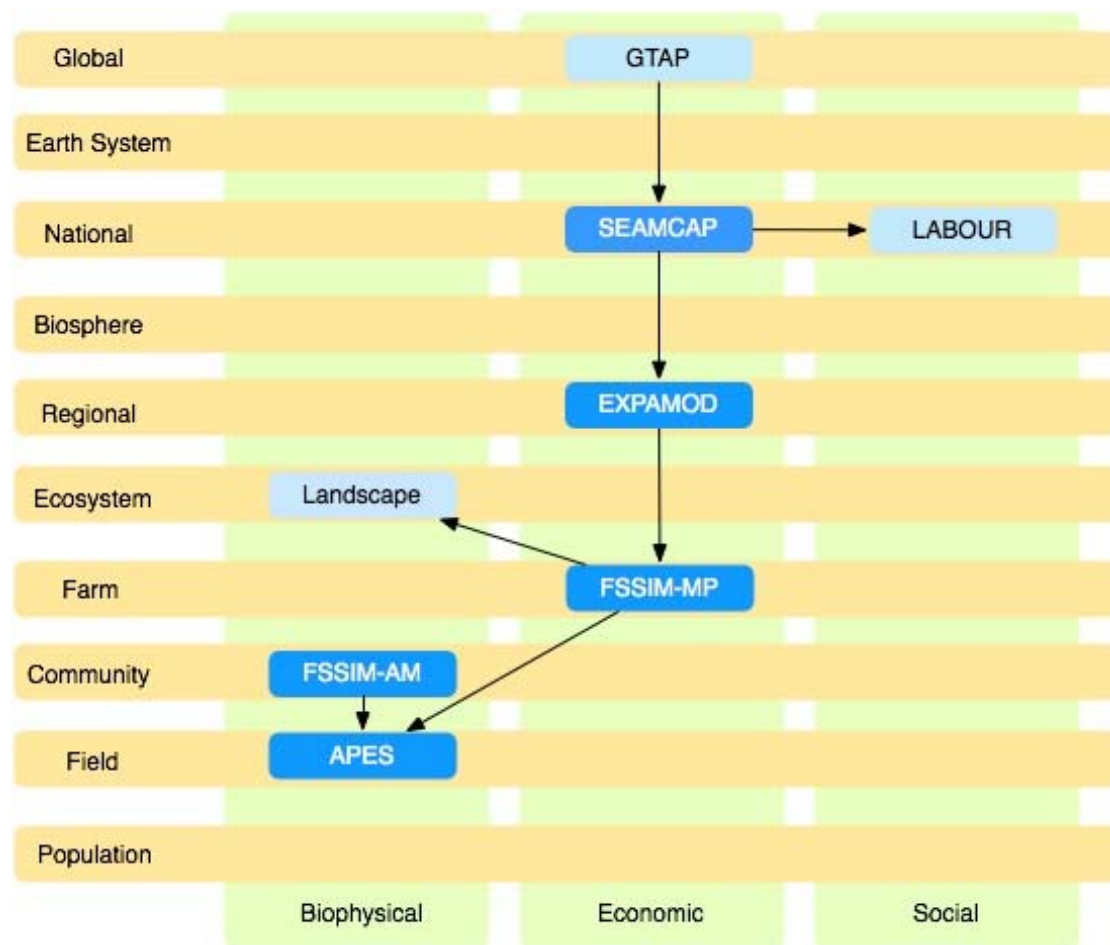 Global
GTAP
Earth System
National
SEAMCAP
LABOUR
Biosphere
Regional
EXPAMOD
Ecosystem
Landscape
Farm
FSSIM-MP
Community
FSSIM-AM
Field
APES
Population
Biophysical
Economic
Social